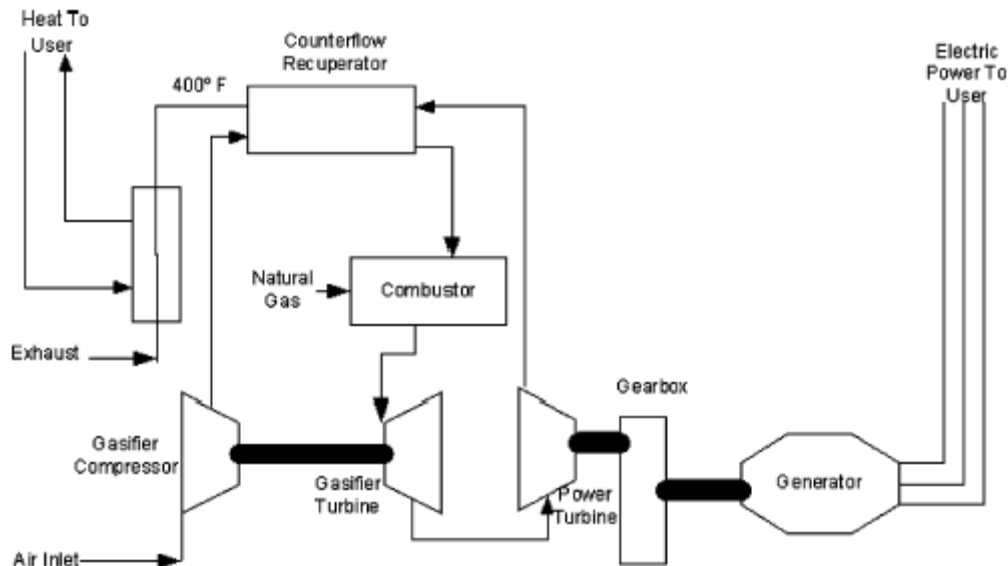 Heat To
User
Counterflow
Recuperator
Electric
Power To
User
400º F
Natural
Gas
Combustor
Exhaust
Gearbox
Gasifier
Compressor
Gasifier
Turbine
Power
Turbine
Generator
Air Inlet